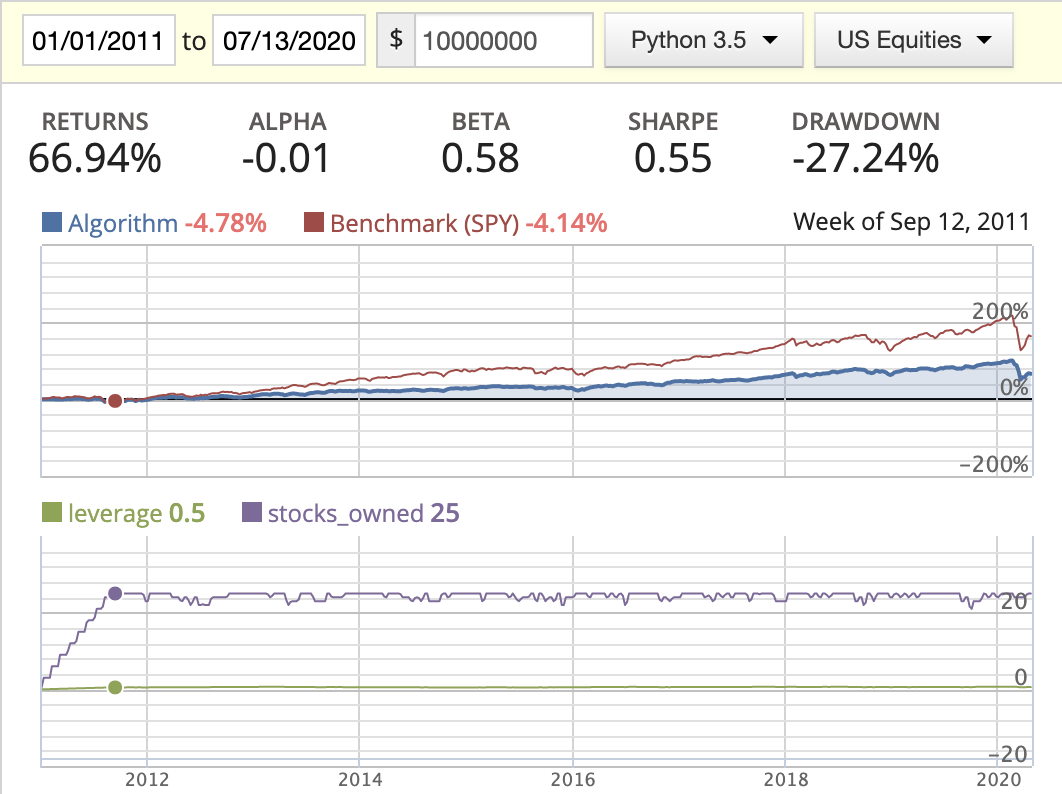 01/01/2011 to 07/13/2020 $ 10000000 Python 3.5 US Equities
RETURNS ALPHA BETA SHARPE DRAWDOWN
66.94% -0.01 0.58 0.55 -27.24%
Algorithm -4.78% Benchmark (SPY) -4.14% Week of Sep 12, 2011
200%
0%
−200%
leverage 0.5 stocks_owned 25
20
0
−20
2012 2014 2016 2018 2020